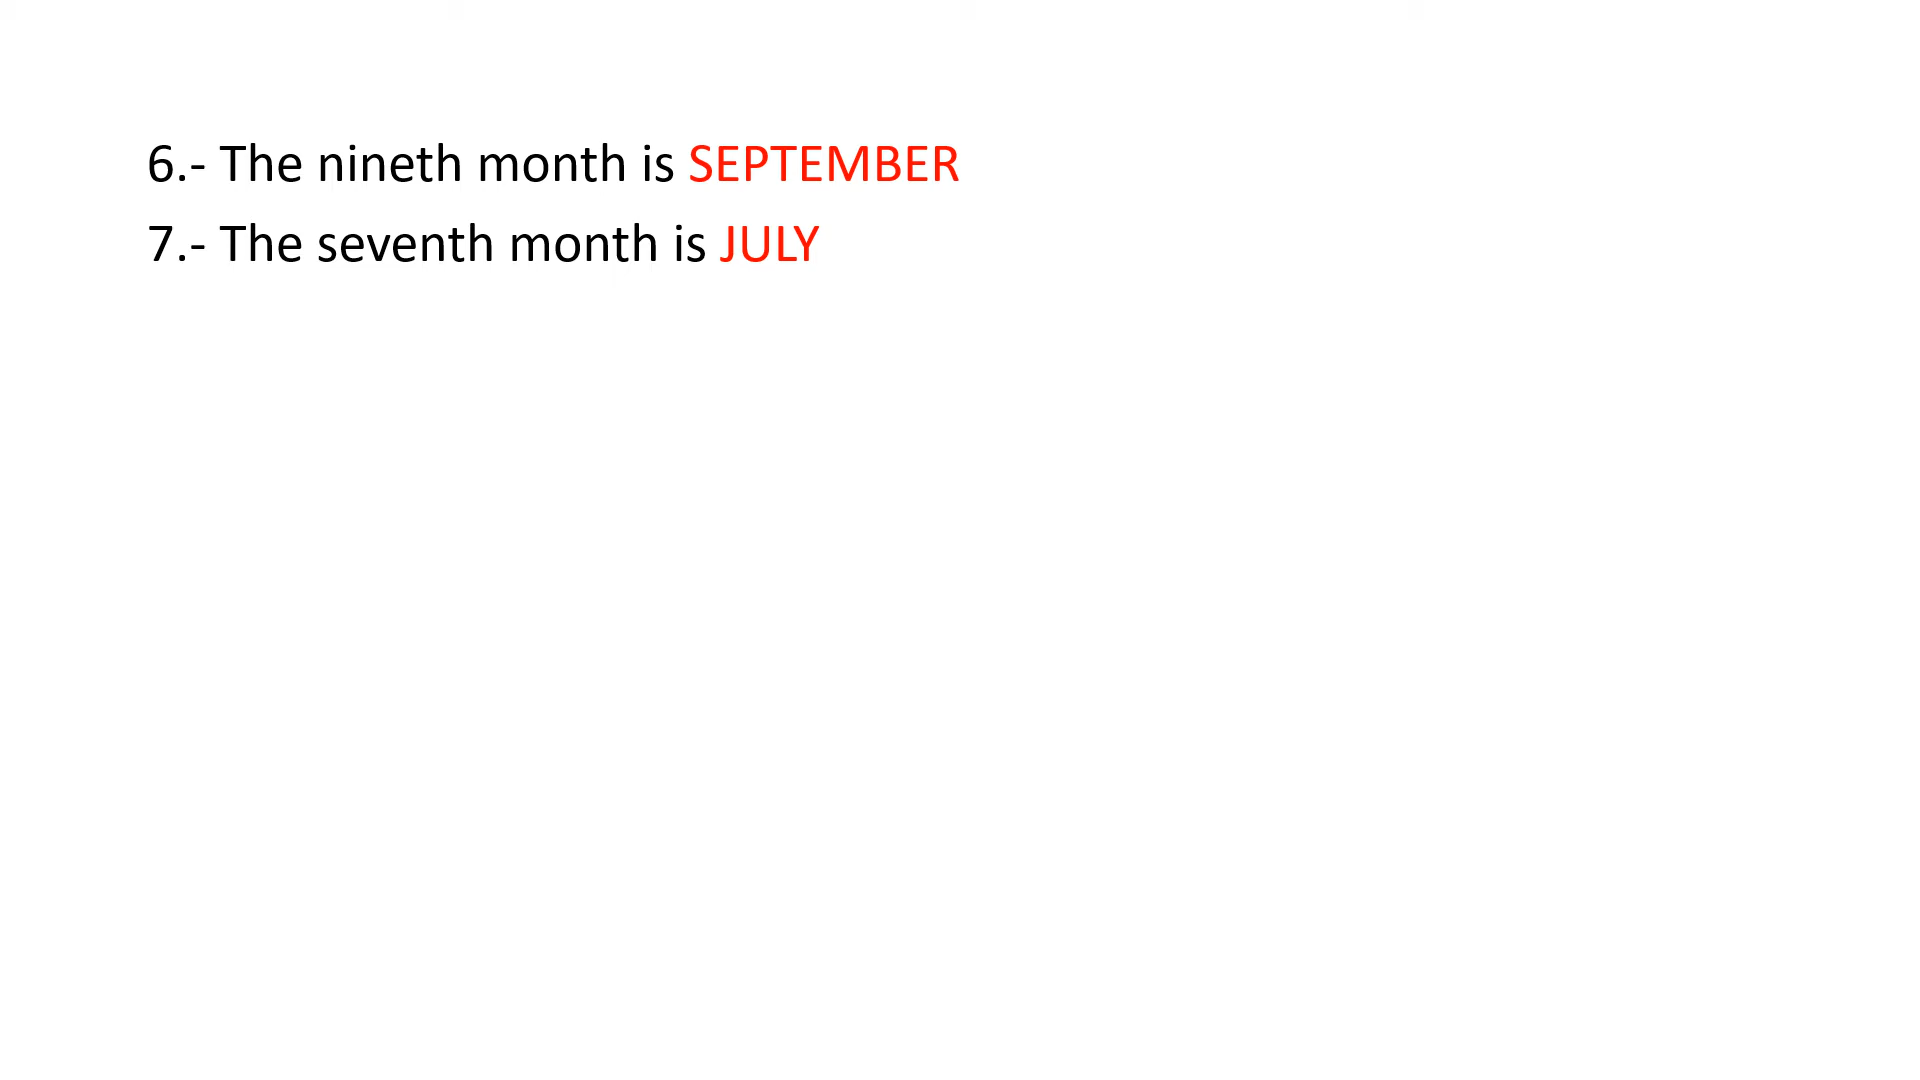 6.- The nineth month is SEPTEMBER
7.- The seventh month is JULY